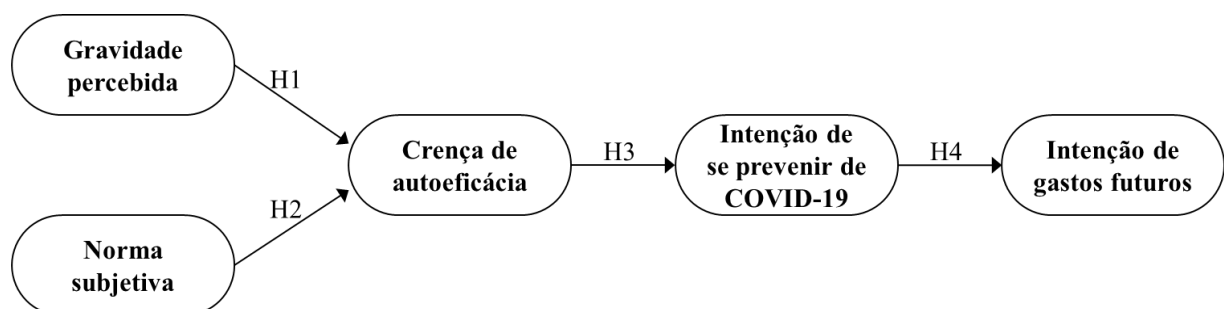 Gravidade
percebida
H1
Crença de
autoeficácia
H3
Intenção de
se prevenir de
COVID-19
H4
Intenção de
gastos futuros
H2
Norma
subjetiva